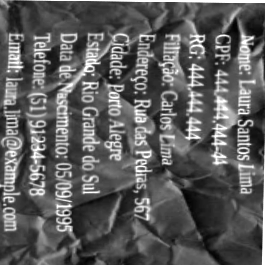 Nome: Laura Santos Lima
CPF: 444.444.444-44
RG: 444.444.444
Filiação: Carlos Lima
Endereço: Rua das Pedras, 567
Cidade: Porto Alegre
Estado: Rio Grande do Sul
Data de Nascimento: 05/09/1995
Telefone: (51) 91234-5678
Email: laura.lima@example.com